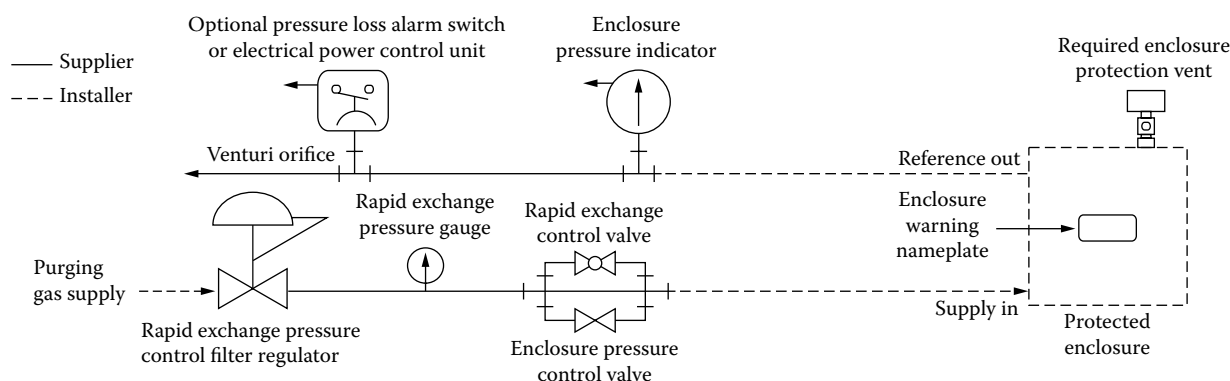 Optional pressure loss alarm switch
or electrical power control unit
Enclosure
pressure indicator
Required enclosure
protection vent
Supplier
Installer
Venturi orifice
Reference out
Rapid exchange
pressure gauge
Rapid exchange
control valve
Enclosure
warning
nameplate
Purging
gas supply
Supply in
Rapid exchange pressure
control filter regulator
Enclosure pressure
control valve
Protected
enclosure